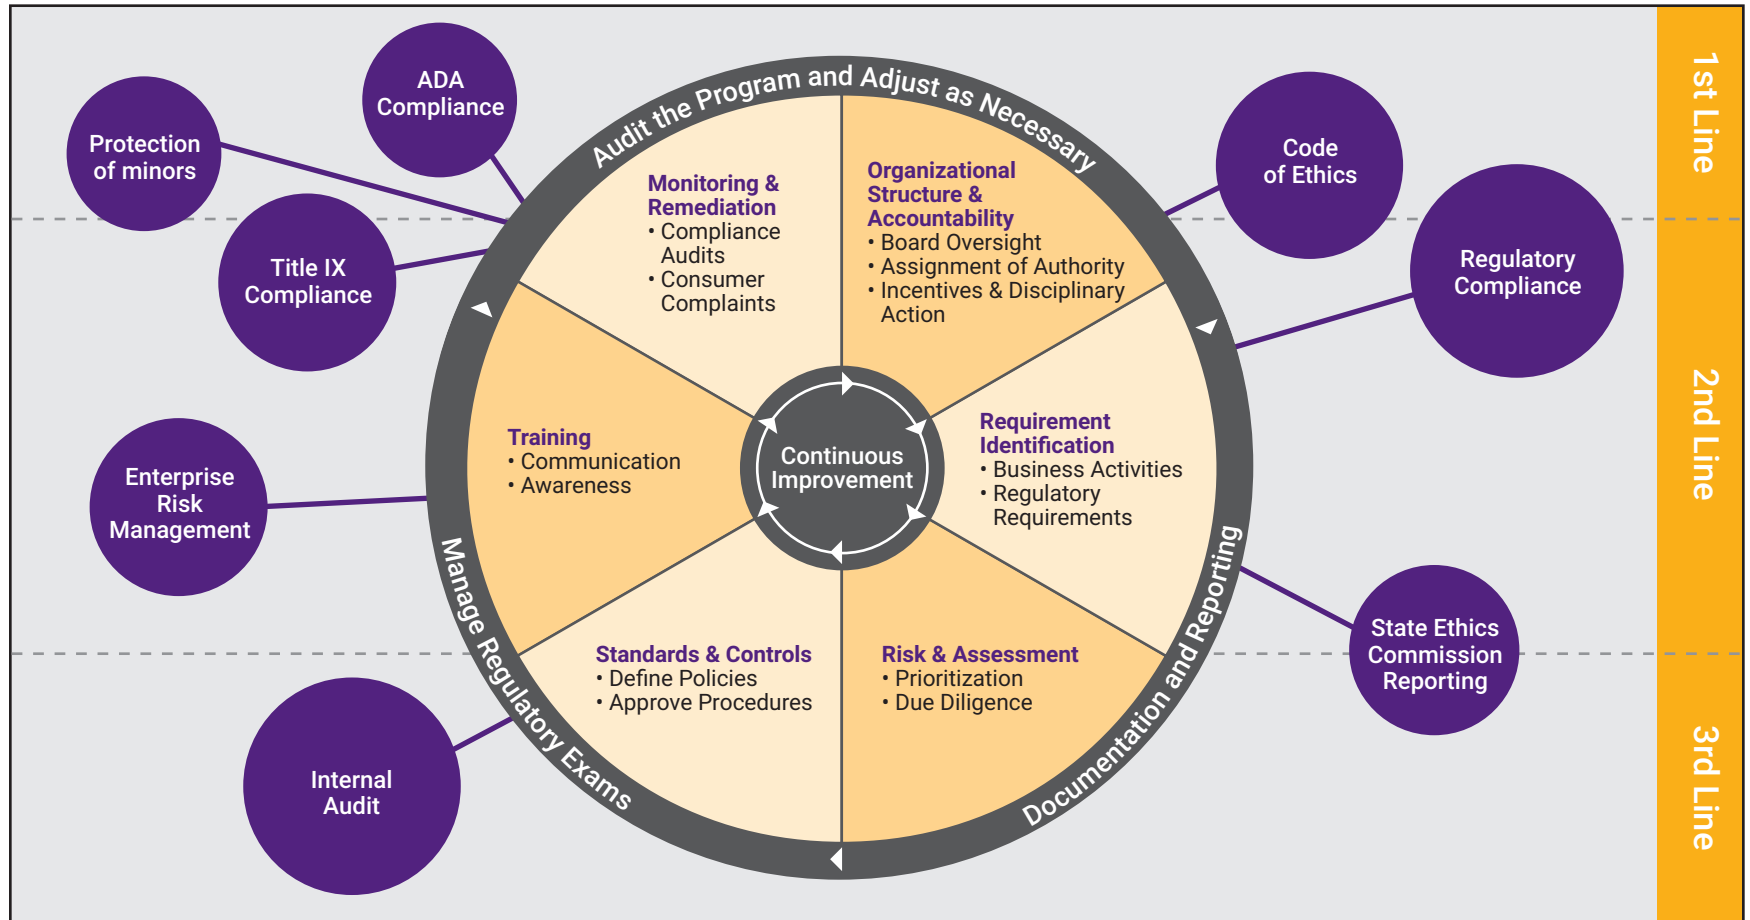 Audit the Program and Adjust as Necessary
Documentation and Reporting
Manage Regulatory Exams
ADA
Compliance
Protection
of minors
Title IX
Compliance
Enterprise
Risk
Management
Internal
Audit
Monitoring &
Remediation
• Compliance
Audits
• Consumer
Complaints
Organizational
Structure &
Accountability
• Board Oversight
• Assignment of Authority
• Incentives & Disciplinary
Action
Requirement
Identification
• Business Activities
• Regulatory
Requirements
Risk & Assessment
• Prioritization
• Due Diligence
Standards & Controls
• Define Policies
• Approve Procedures
Training
• Communication
• Awareness
Continuous
Improvement
Code
of Ethics
Regulatory
Compliance
State Ethics
Commission
Reporting
1st Line
2nd Line
3rd Line